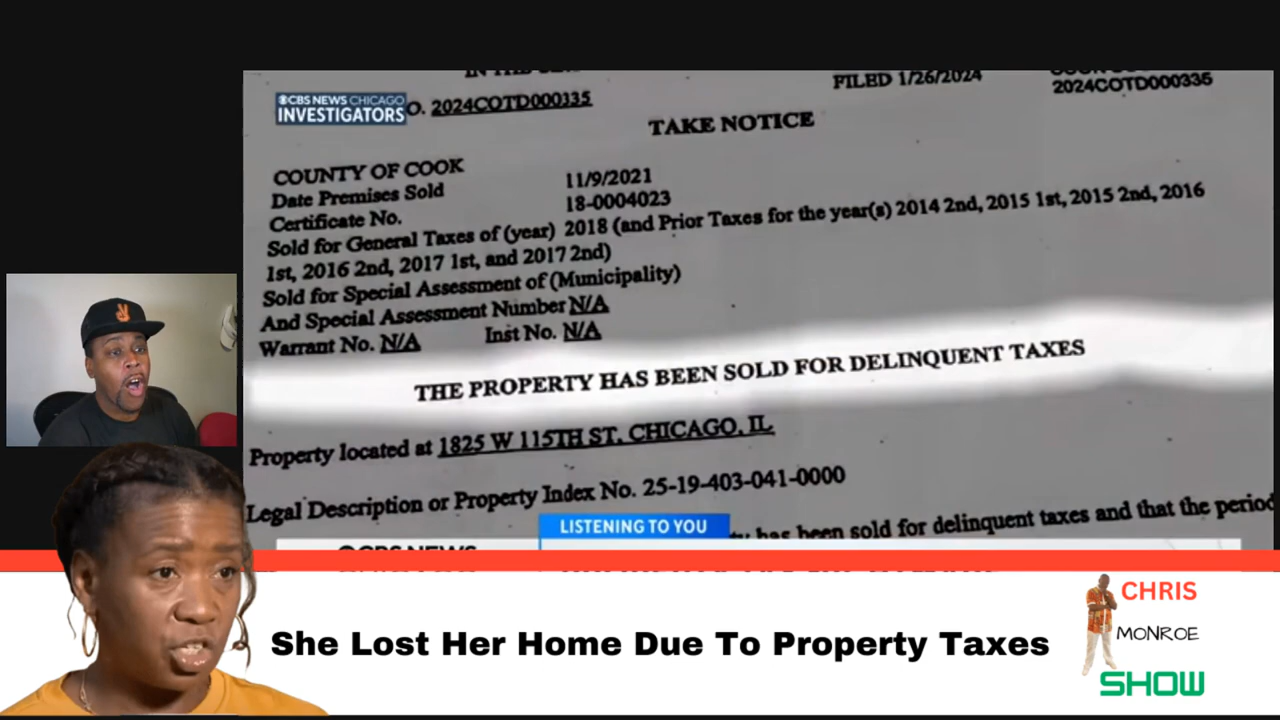 FILED 1/26/2024
CBS NEWS CHICAGO
INVESTIGATORS
O. 2024COTD000335
2024COTD000335
TAKE NOTICE
COUNTY OF COOK
Date Premises Sold 11/9/2021
Certificate No. 18-0004023
Sold for General Taxes of (year) 2018 (and Prior Taxes for the year(s) 2014 2nd, 2015 1st, 2015 2nd, 2016
1st, 2016 2nd, 2017 1st, and 2017 2nd)
Sold for Special Assessment of (Municipality)
And Special Assessment Number N/A
Warrant No. N/A Inst No. N/A
THE PROPERTY HAS BEEN SOLD FOR DELINQUENT TAXES
Property located at 1825 W 115TH ST, CHICAGO, IL
Legal Description or Property Index No. 25-19-403-041-0000
has been sold for delinquent taxes and that the period
LISTENING TO YOU
CBS NEWS
She Lost Her Home Due To Property Taxes
CHRIS
MONROE
SHOW